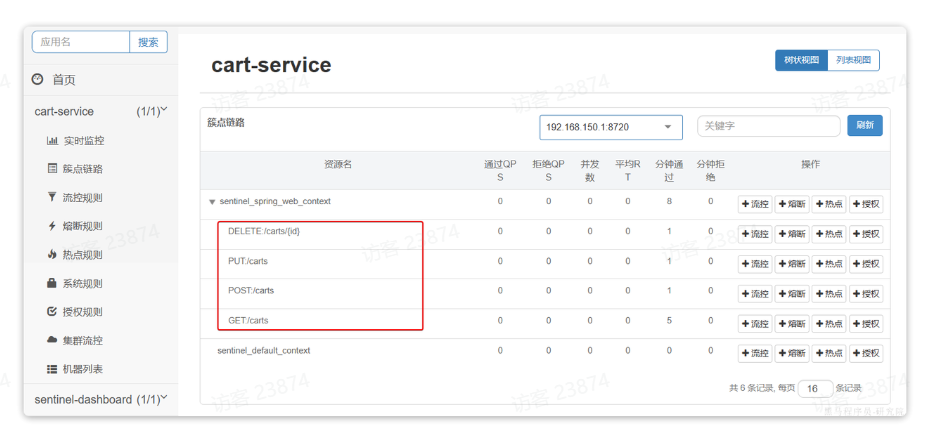 应用名 搜索
首页
cart-service (1/1)
实时监控
簇点链路
流控规则
熔断规则
热点规则
系统规则
授权规则
集群流控
机器列表
sentinel-dashboard (1/1)
cart-service
树状视图 列表视图
簇点链路 192.168.150.1:8720 关键字 刷新
资源名 通过QPS 拒绝QPS 并发数 平均RT 分钟通过 分钟拒绝 操作
sentinel_spring_web_context 0 0 0 0 8 0 +流控 +熔断 +热点 +授权
DELETE:/carts/{id} 0 0 0 0 1 0 +流控 +熔断 +热点 +授权
PUT:/carts 0 0 0 0 1 0 +流控 +熔断 +热点 +授权
POST:/carts 0 0 0 0 1 0 +流控 +熔断 +热点 +授权
GET:/carts 0 0 0 0 5 0 +流控 +熔断 +热点 +授权
sentinel_default_context 0 0 0 0 0 0 +流控 +熔断 +热点 +授权
共 6 条记录, 每页 16 条记录
访客 23874
黑马程序员-研究院